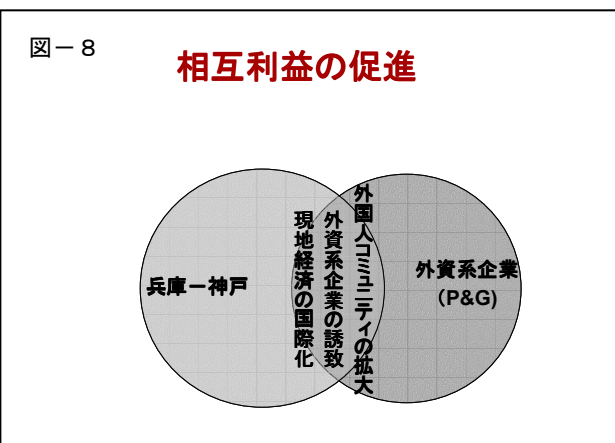 図－8
相互利益の促進
兵庫－神戸
外国人コミュニティの拡大
外資系企業の誘致
現地経済の国際化
外資系企業
（P&G)